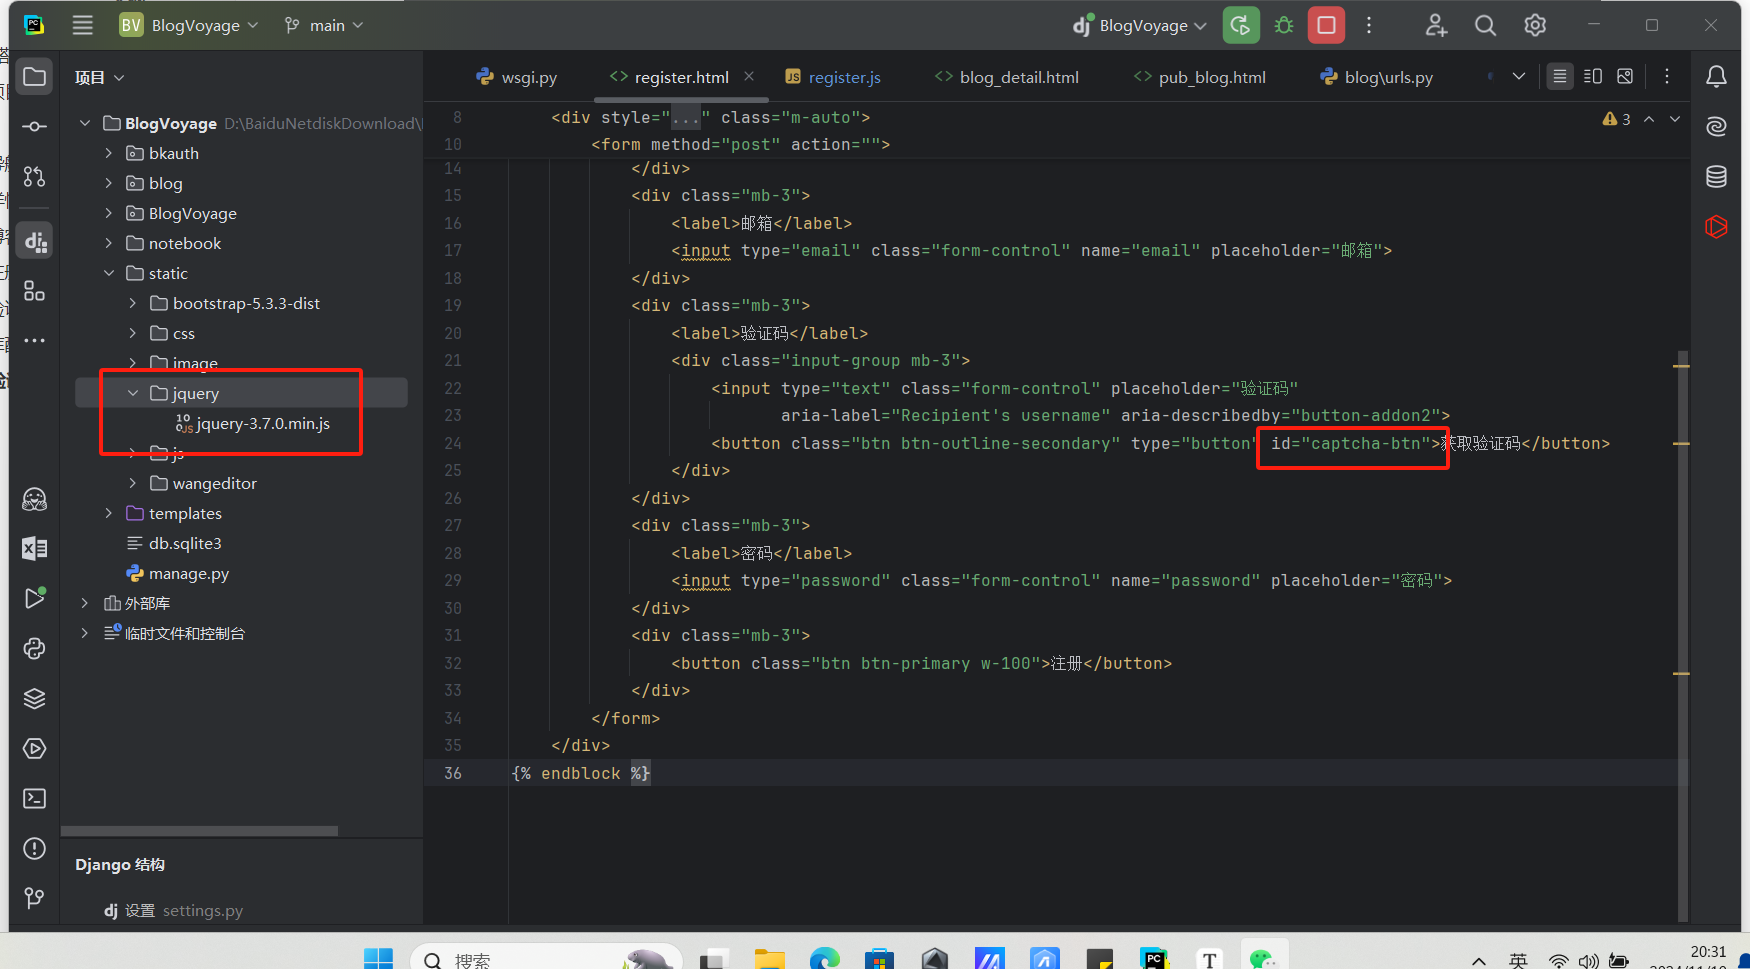 BV BlogVoyage
main
BlogVoyage
项目
wsgi.py
register.html
register.js
blog_detail.html
pub_blog.html
blog\urls.py
BlogVoyage D:\BaiduNetdiskDownload\
bkauth
blog
BlogVoyage
notebook
static
bootstrap-5.3.3-dist
css
image
jquery
jquery-3.7.0.min.js
js
wangeditor
templates
db.sqlite3
manage.py
外部库
临时文件和控制台
Django 结构
设置 settings.py
3
8 <div style="..." class="m-auto">
10 <form method="post" action="">
14 </div>
15 <div class="mb-3">
16 <label>邮箱</label>
17 <input type="email" class="form-control" name="email" placeholder="邮箱">
18 </div>
19 <div class="mb-3">
20 <label>验证码</label>
21 <div class="input-group mb-3">
22 <input type="text" class="form-control" placeholder="验证码"
23 aria-label="Recipient's username" aria-describedby="button-addon2">
24 <button class="btn btn-outline-secondary" type="button" id="captcha-btn">获取验证码</button>
25 </div>
26 </div>
27 <div class="mb-3">
28 <label>密码</label>
29 <input type="password" class="form-control" name="password" placeholder="密码">
30 </div>
31 <div class="mb-3">
32 <button class="btn btn-primary w-100">注册</button>
33 </div>
34 </form>
35 </div>
36 {% endblock %}
搜索
英
20:31